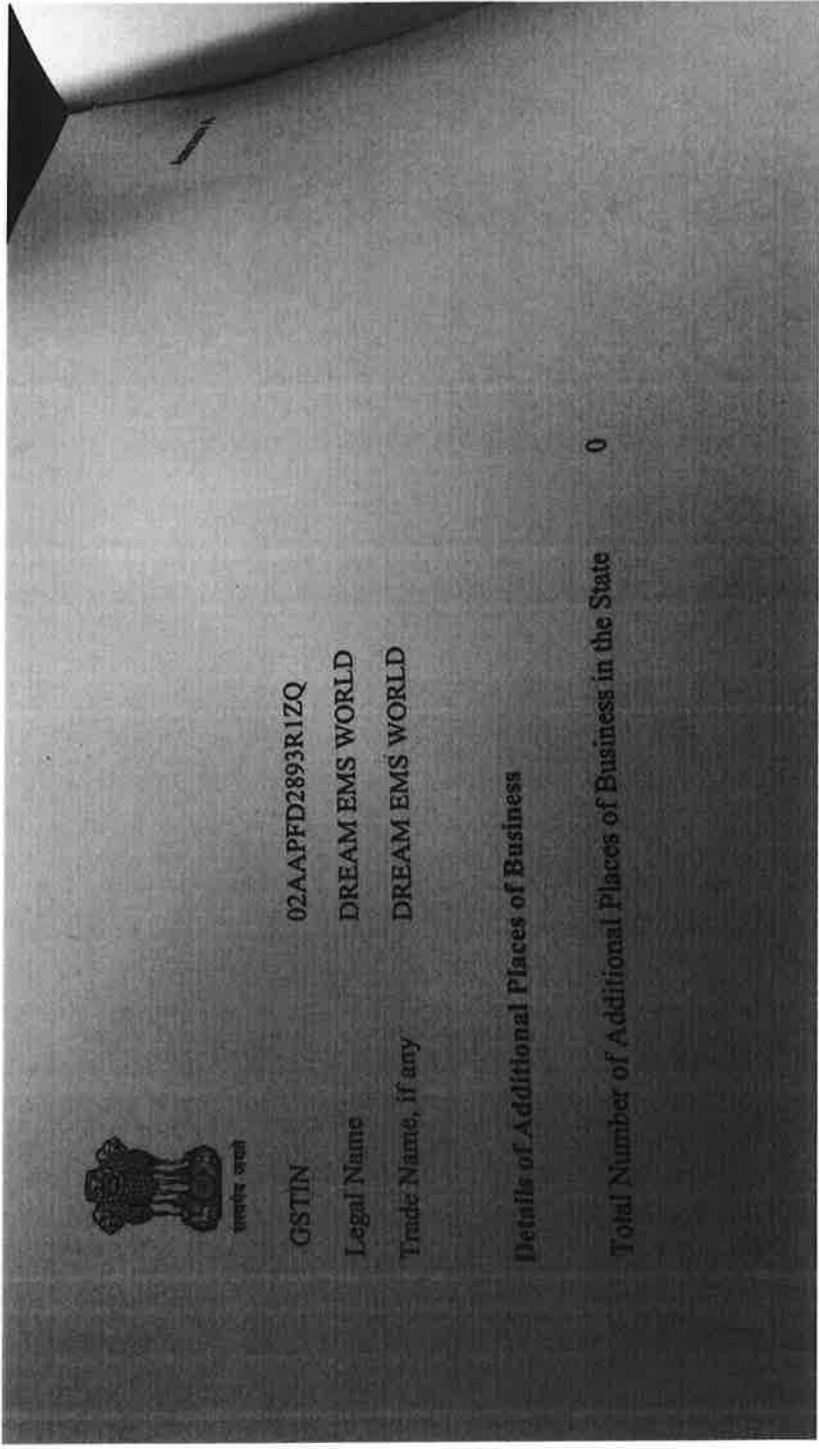 सत्यमेव जयते
GSTIN 02AAPFD2893R1ZQ
Legal Name DREAM EMS WORLD
Trade Name, if any DREAM EMS WORLD
Details of Additional Places of Business
Total Number of Additional Places of Business in the State 0